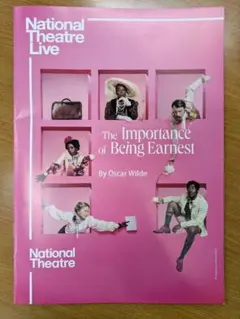 National
Theatre
Live
The Importance
of Being Earnest
By Oscar Wilde
National
Theatre